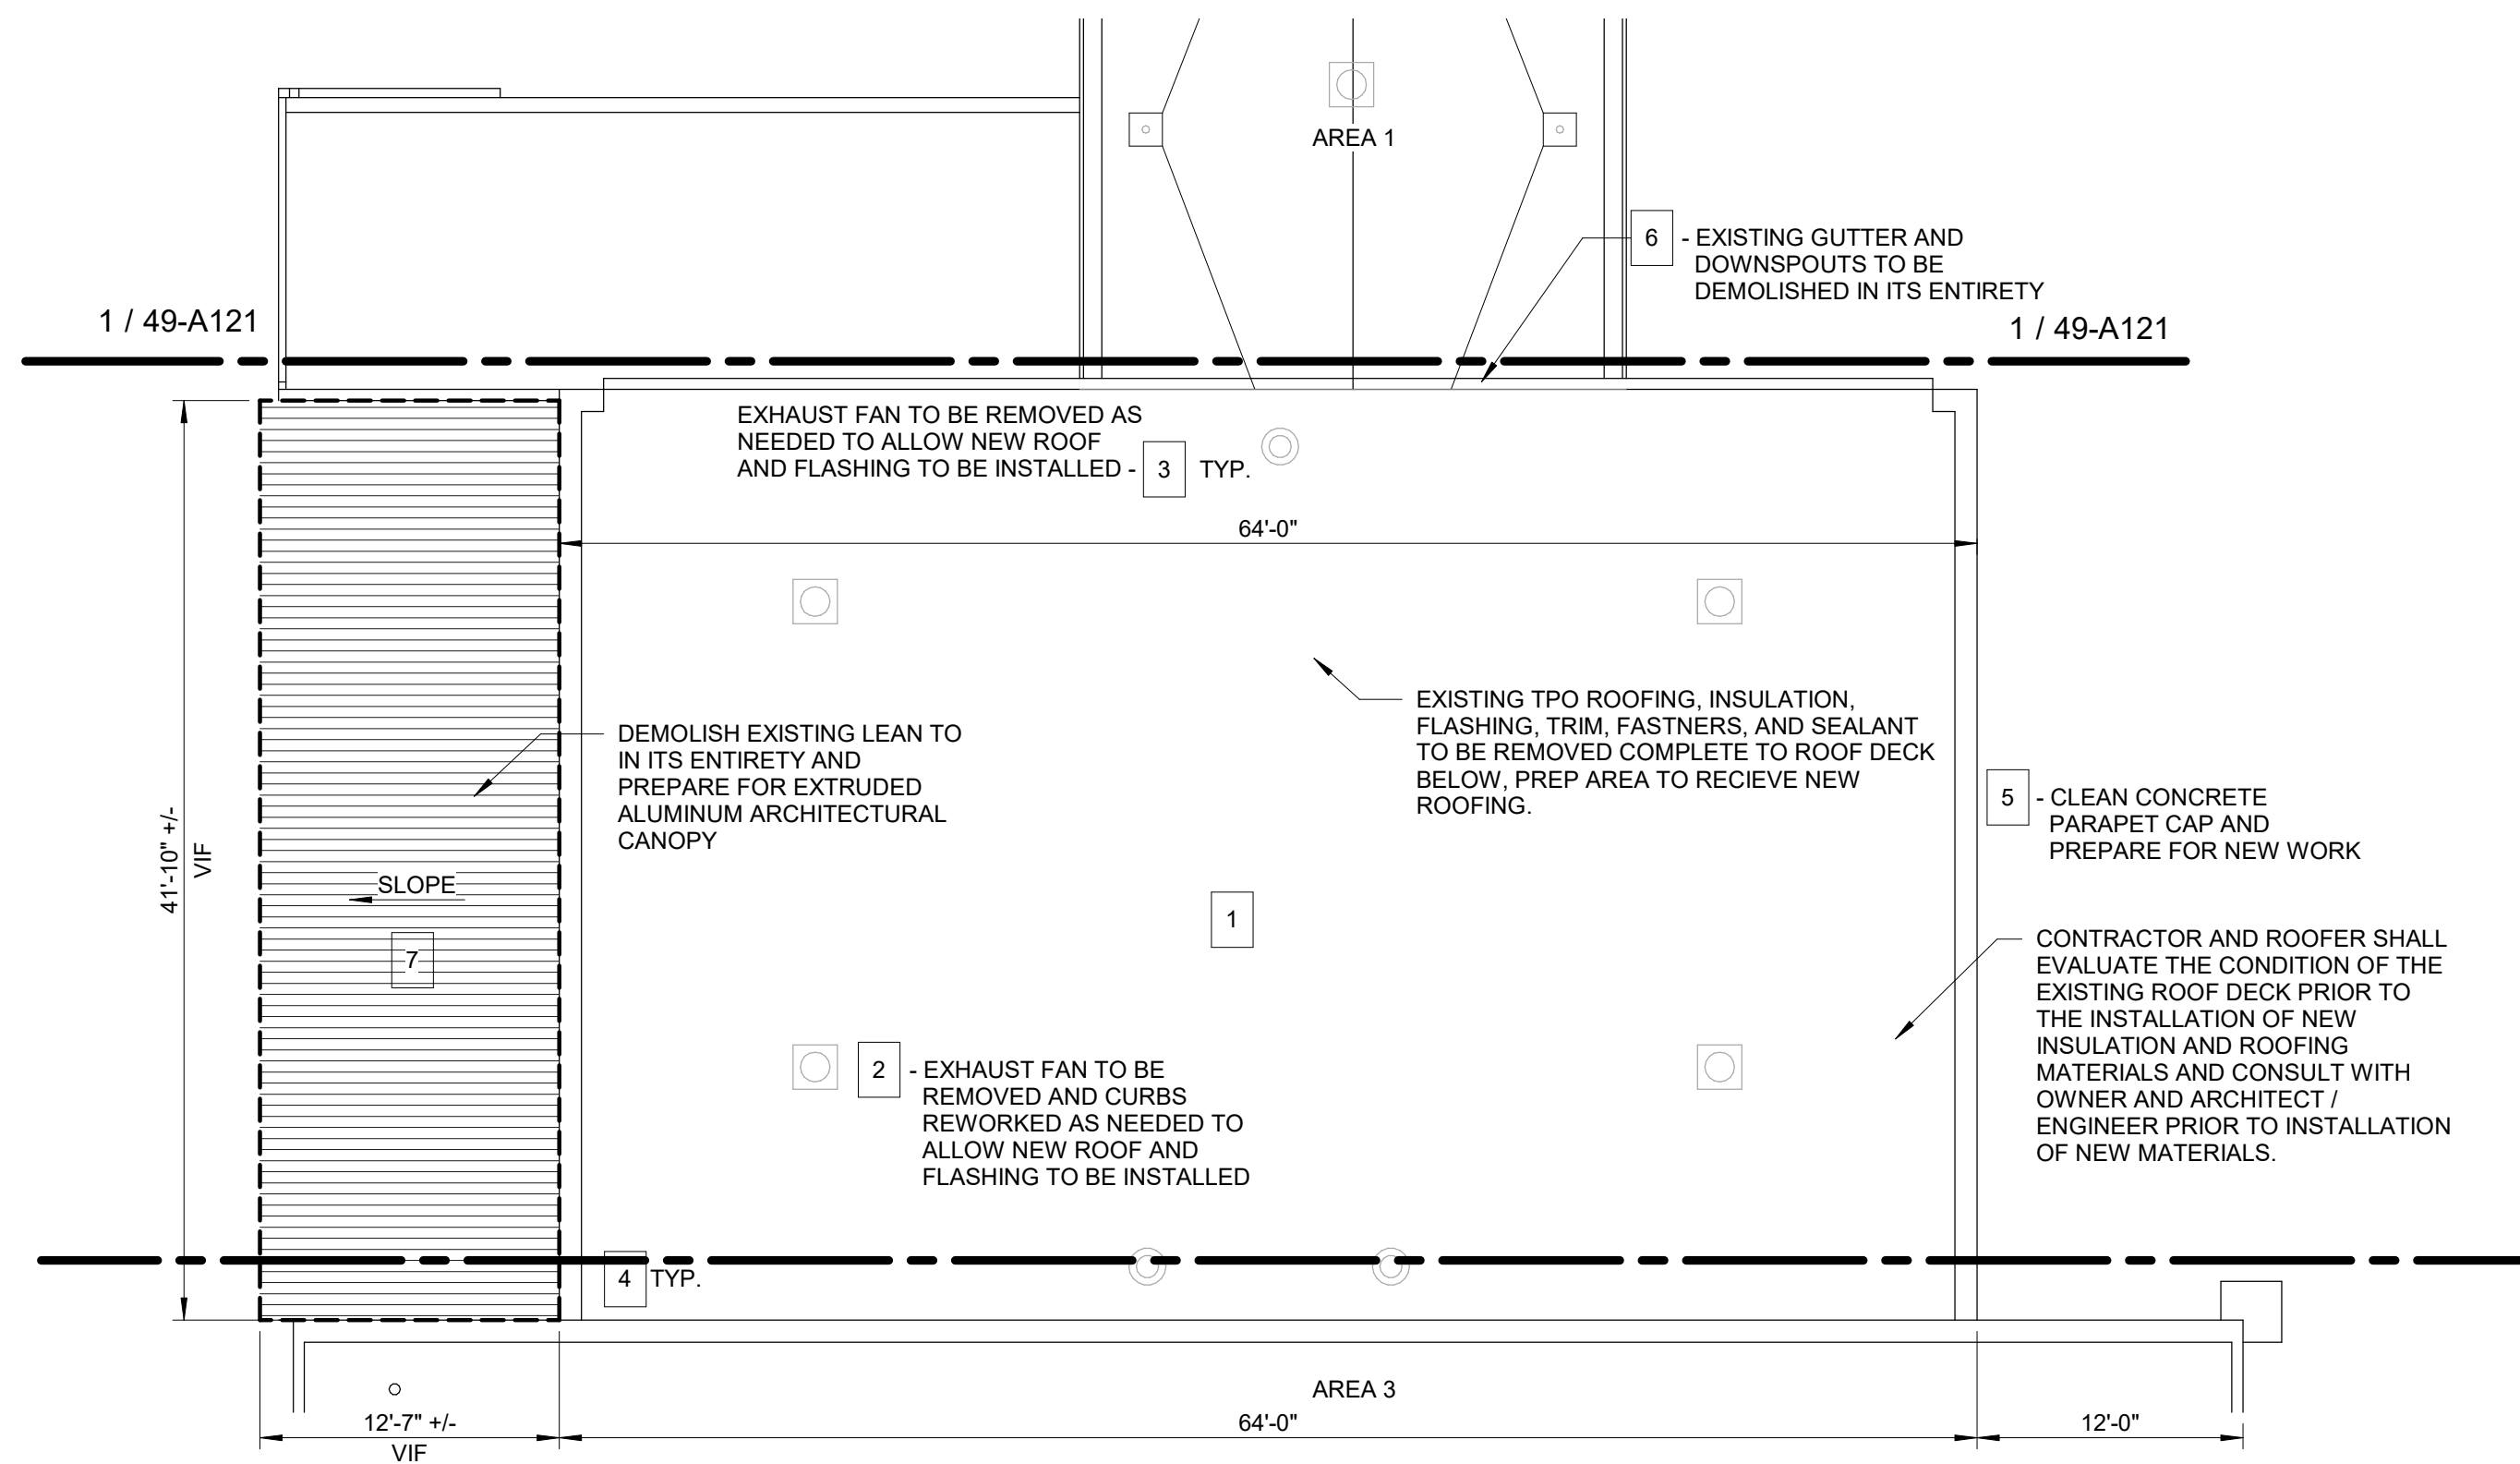 AREA 1
6 - EXISTING GUTTER AND
DOWNSPOUTS TO BE
DEMOLISHED IN ITS ENTIRETY
1 / 49-A121
1 / 49-A121
EXHAUST FAN TO BE REMOVED AS
NEEDED TO ALLOW NEW ROOF
AND FLASHING TO BE INSTALLED - 3 TYP.
64'-0"
EXISTING TPO ROOFING, INSULATION,
FLASHING, TRIM, FASTNERS, AND SEALANT
TO BE REMOVED COMPLETE TO ROOF DECK
BELOW, PREP AREA TO RECIEVE NEW
ROOFING.
DEMOLISH EXISTING LEAN TO
IN ITS ENTIRETY AND
PREPARE FOR EXTRUDED
ALUMINUM ARCHITECTURAL
CANOPY
5 - CLEAN CONCRETE
PARAPET CAP AND
PREPARE FOR NEW WORK
41'-10" +/-
VIF
SLOPE
7
1
CONTRACTOR AND ROOFER SHALL
EVALUATE THE CONDITION OF THE
EXISTING ROOF DECK PRIOR TO
THE INSTALLATION OF NEW
INSULATION AND ROOFING
MATERIALS AND CONSULT WITH
OWNER AND ARCHITECT /
ENGINEER PRIOR TO INSTALLATION
OF NEW MATERIALS.
2 - EXHAUST FAN TO BE
REMOVED AND CURBS
REWORKED AS NEEDED TO
ALLOW NEW ROOF AND
FLASHING TO BE INSTALLED
4 TYP.
AREA 3
12'-7" +/-
VIF
64'-0"
12'-0"